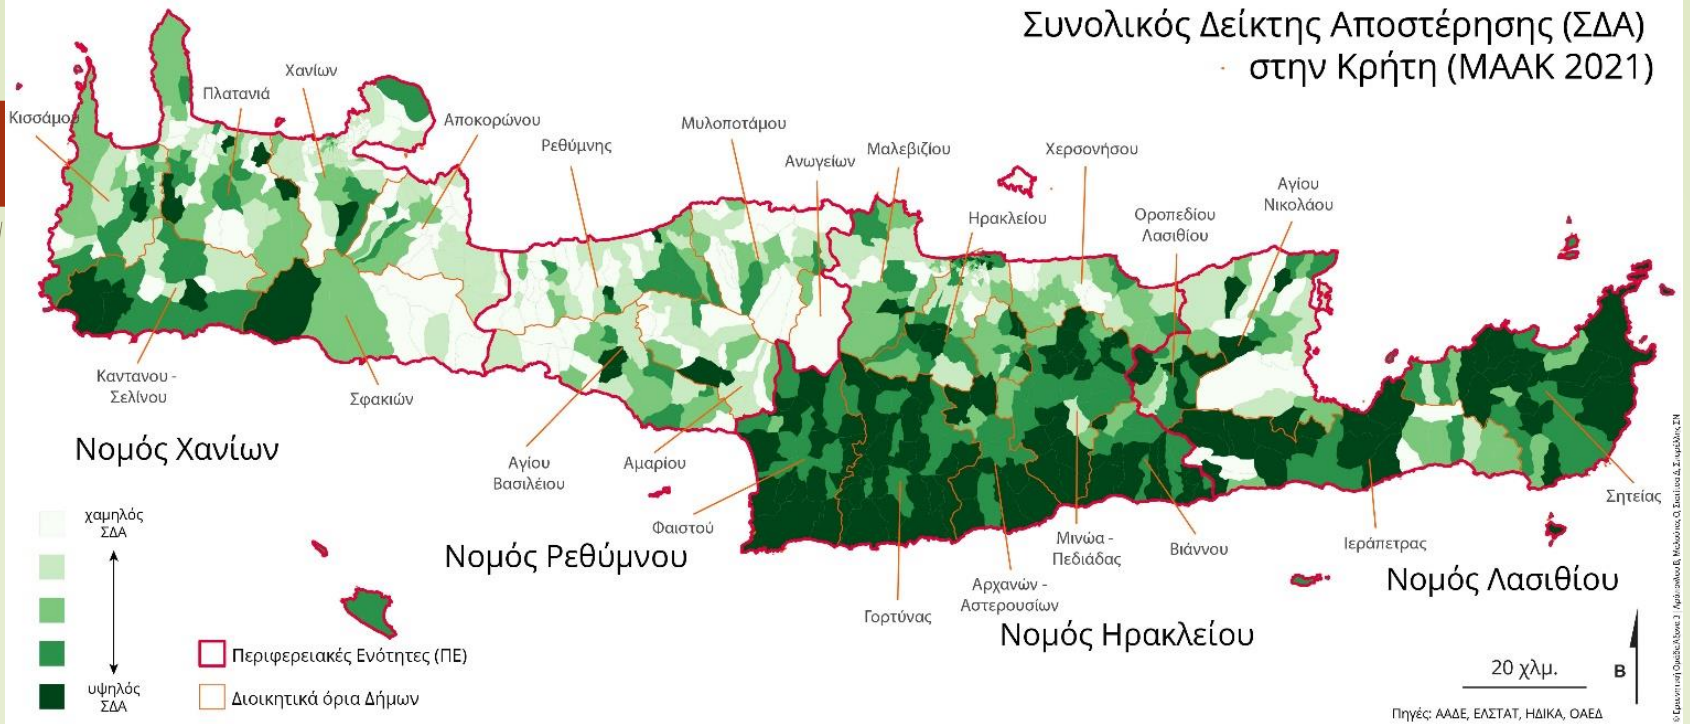 Συνολικός Δείκτης Αποστέρησης (ΣΔΑ)
στην Κρήτη (ΜΑΑΚ 2021)
Χανίων
Πλατανιά
Κισσάμου
Αποκορώνου
Ρεθύμνης
Μυλοποτάμου
Ανωγείων
Μαλεβιζίου
Χερσονήσου
Ηρακλείου
Οροπεδίου
Λασιθίου
Αγίου
Νικολάου
Καντανου -
Σελίνου
Σφακιών
Νομός Χανίων
Αγίου
Βασιλείου
Αμαρίου
Φαιστού
Νομός Ρεθύμνου
Γορτύνας
Αρχανών -
Αστερουσίων
Μινώα -
Πεδιάδας
Βιάννου
Ιεράπετρας
Σητείας
Νομός Ηρακλείου
Νομός Λασιθίου
χαμηλός
ΣΔΑ
υψηλός
ΣΔΑ
Περιφερειακές Ενότητες (ΠΕ)
Διοικητικά όρια Δήμων
20 χλμ.
Β
Πηγές: ΑΑΔΕ, ΕΛΣΤΑΤ, ΗΔΙΚΑ, ΟΑΕΔ